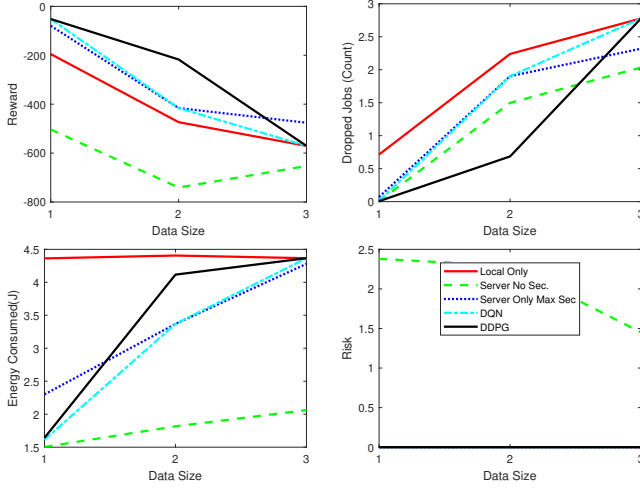 0
-200
-400
-600
-800
Reward
1
2
3
Data Size
3
2.5
2
1.5
1
0.5
0
Dropped Jobs (Count)
1
2
3
Data Size
4.5
4
3.5
3
2.5
2
1.5
Energy Consumed(J)
1
2
3
Data Size
2.5
2
1.5
1
0.5
0
Risk
Local Only
Server No Sec.
Server Only Max Sec
DQN
DDPG
1
2
3
Data Size